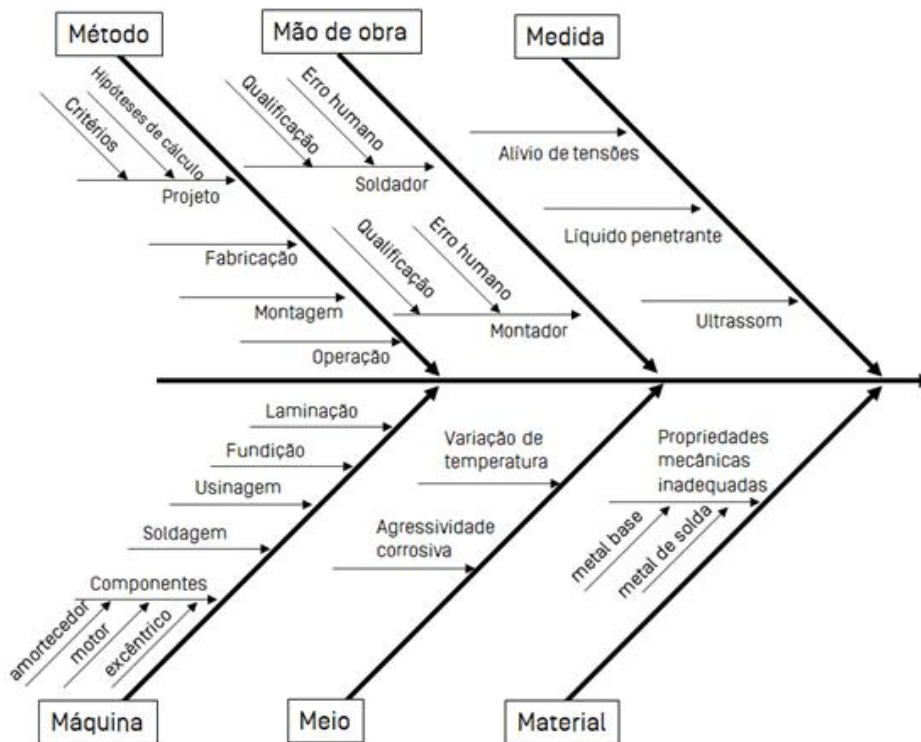 Método
Mão de obra
Medida
Hipóteses de cálculo
Critérios
Projeto
Fabricação
Montagem
Operação
Erro humano
Qualificação
Soldador
Erro humano
Qualificação
Montador
Alívio de tensões
Líquido penetrante
Ultrassom
Laminação
Fundição
Usinagem
Soldagem
Componentes
amortecedor
motor
excêntrico
Variação de
temperatura
Agressividade
corrosiva
Propriedades
mecânicas
inadequadas
metal base
metal de solda
Máquina
Meio
Material